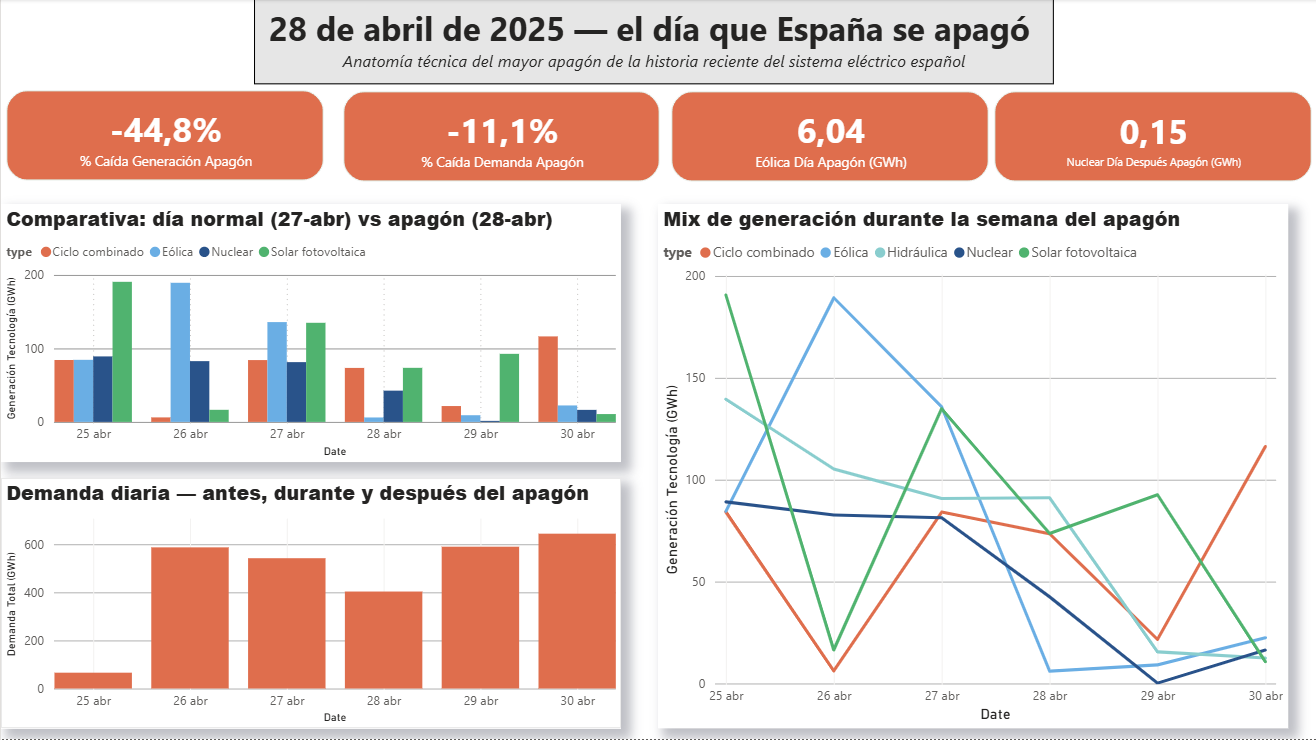 28 de abril de 2025 — el día que España se apagó
Anatomía técnica del mayor apagón de la historia reciente del sistema eléctrico español
-44,8%
% Caída Generación Apagón
-11,1%
% Caída Demanda Apagón
6,04
Eólica Día Apagón (GWh)
0,15
Nuclear Día Después Apagón (GWh)
Comparativa: día normal (27-abr) vs apagón (28-abr)
type Ciclo combinado Eólica Nuclear Solar fotovoltaica
Generación Tecnología (GWh)
200
100
0
25 abr 26 abr 27 abr 28 abr 29 abr 30 abr
Date
Demanda diaria — antes, durante y después del apagón
Demanda Total (GWh)
600
400
200
0
25 abr 26 abr 27 abr 28 abr 29 abr 30 abr
Date
Mix de generación durante la semana del apagón
type Ciclo combinado Eólica Hidráulica Nuclear Solar fotovoltaica
Generación Tecnología (GWh)
200
150
100
50
0
25 abr 26 abr 27 abr 28 abr 29 abr 30 abr
Date